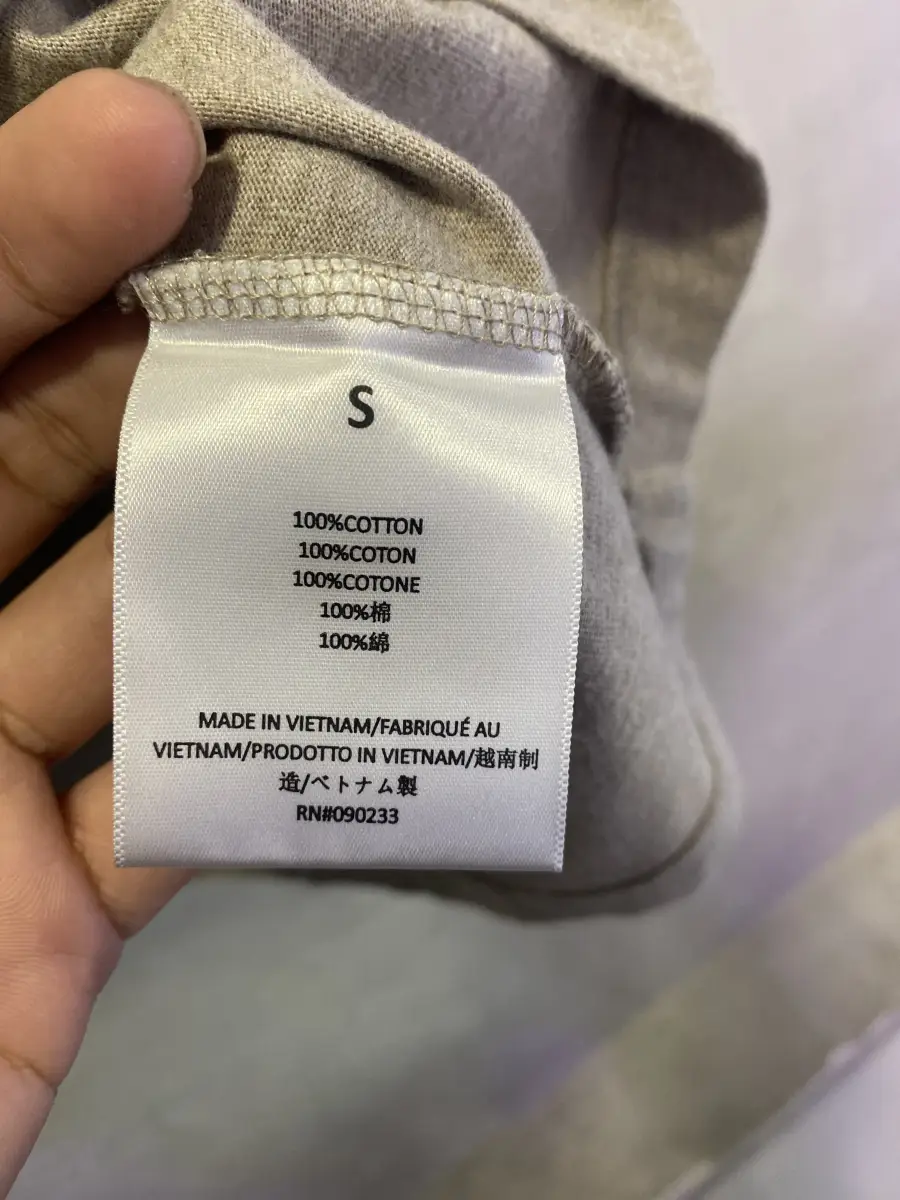 S
100%COTTON
100%COTON
100%COTONE
100%棉
100%綿
MADE IN VIETNAM/FABRIQUÉ AU
VIETNAM/PRODOTTO IN VIETNAM/越南制
造/ベトナム製
RN#090233